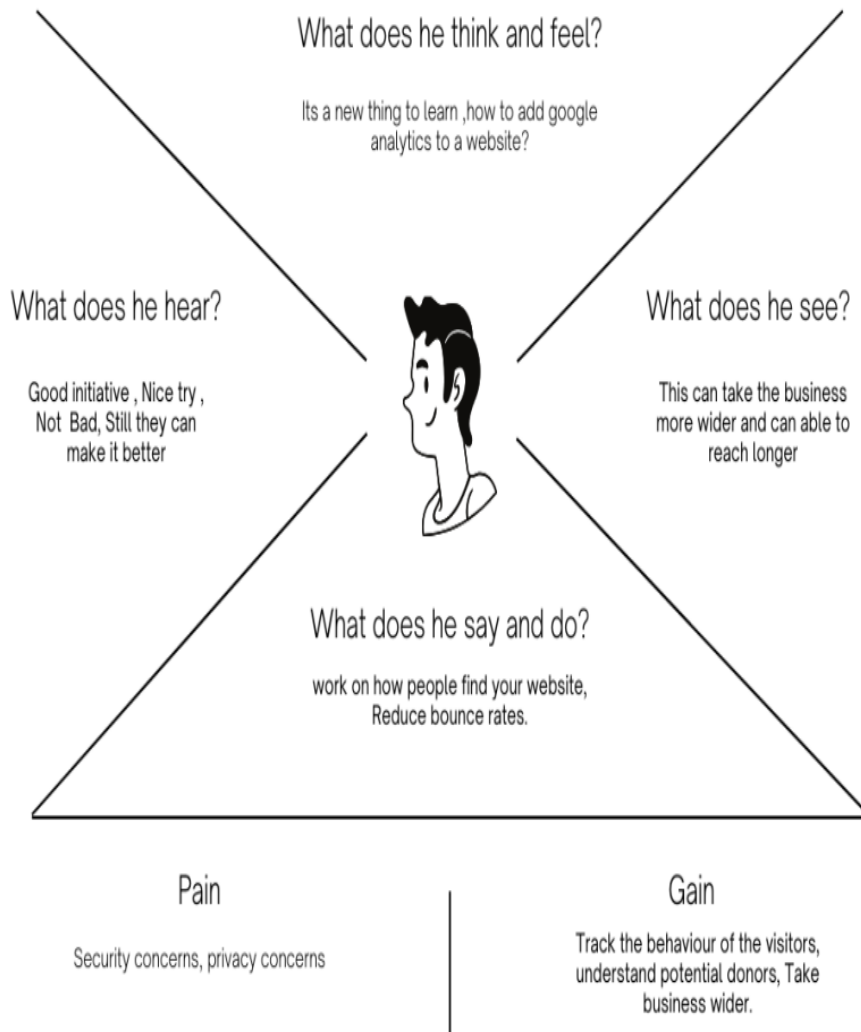 What does he think and feel?
Its a new thing to learn ,how to add google
analytics to a website?
What does he hear?
Good initiative , Nice try ,
Not Bad, Still they can
make it better
What does he see?
This can take the business
more wider and can able to
reach longer
What does he say and do?
work on how people find your website,
Reduce bounce rates.
Pain
Security concerns, privacy concerns
Gain
Track the behaviour of the visitors,
understand potential donors, Take
business wider.